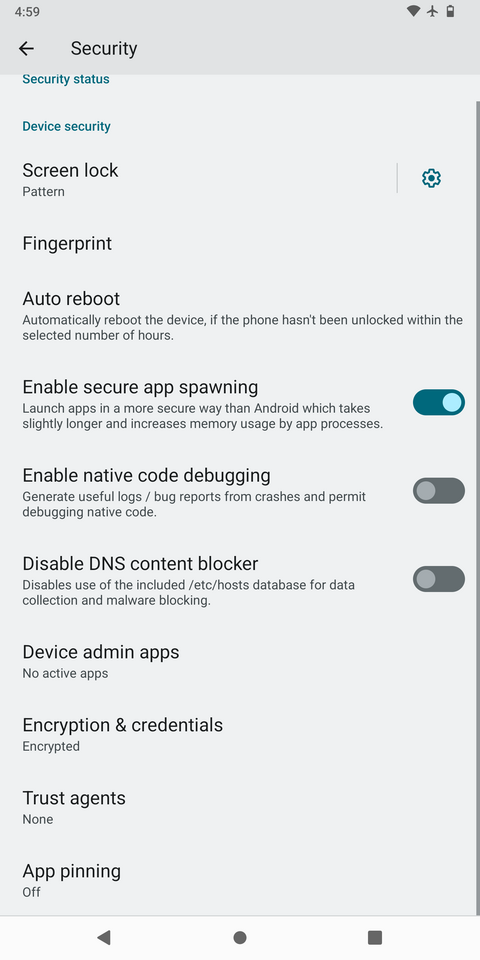 4:59
Security
Security status
Device security
Screen lock
Pattern
Fingerprint
Auto reboot
Automatically reboot the device, if the phone hasn't been unlocked within the
selected number of hours.
Enable secure app spawning
Launch apps in a more secure way than Android which takes
slightly longer and increases memory usage by app processes.
Enable native code debugging
Generate useful logs / bug reports from crashes and permit
debugging native code.
Disable DNS content blocker
Disables use of the included /etc/hosts database for data
collection and malware blocking.
Device admin apps
No active apps
Encryption & credentials
Encrypted
Trust agents
None
App pinning
Off